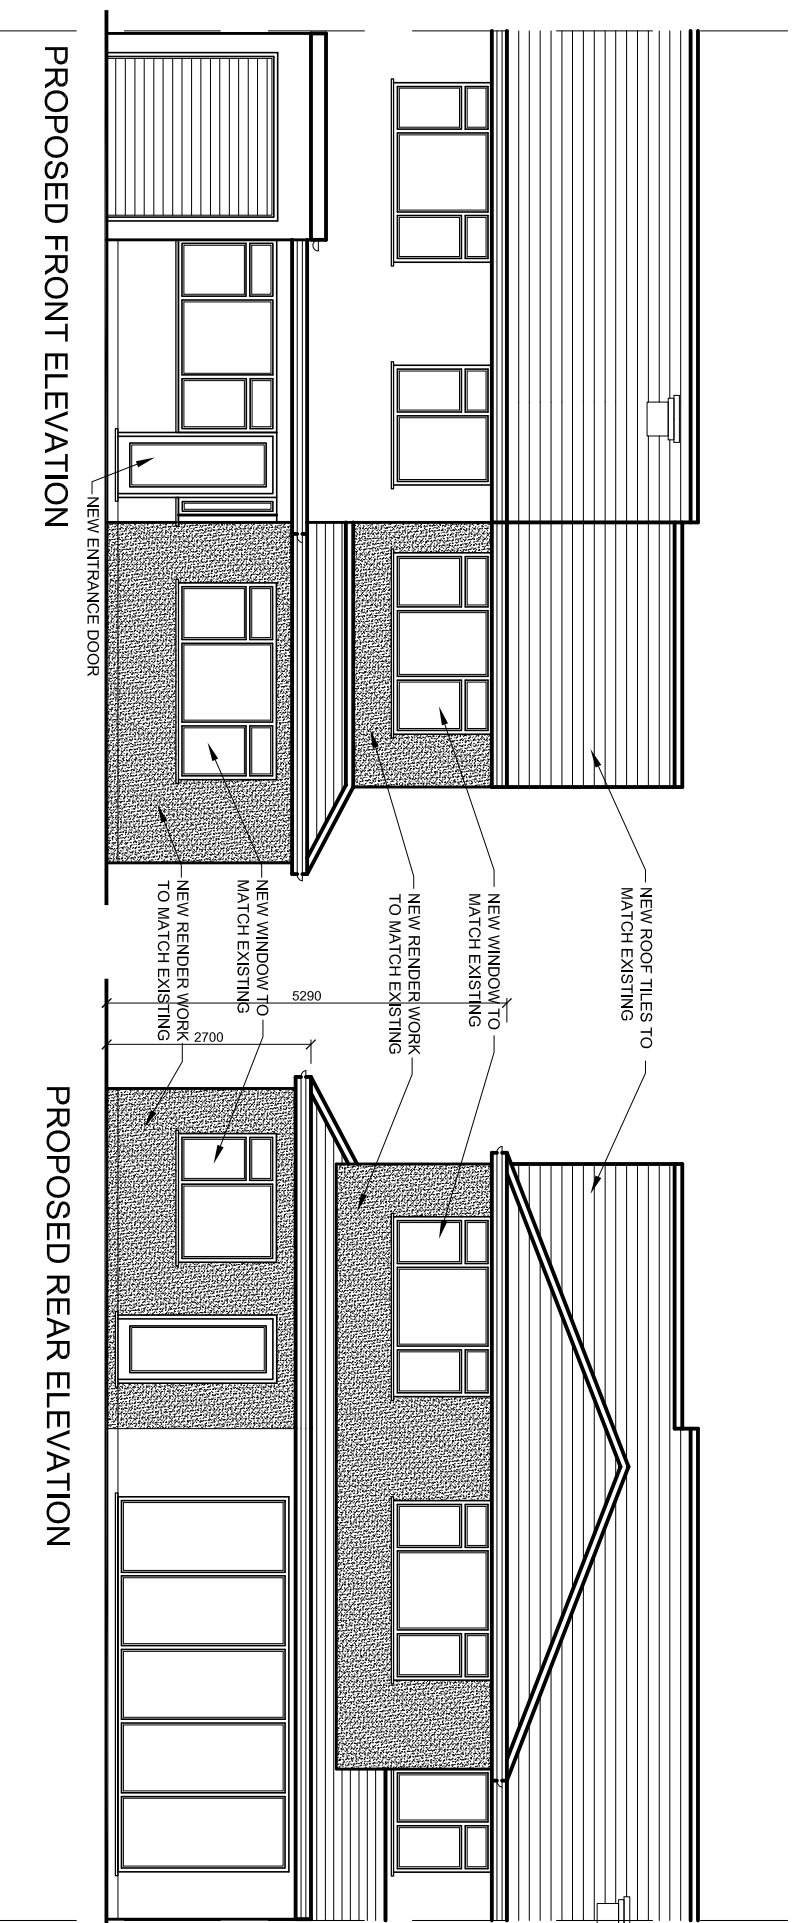 PROPOSED FRONT ELEVATION
NEW ENTRANCE DOOR
NEW ROOF TILES TO
MATCH EXISTING
NEW WINDOW TO
MATCH EXISTING
NEW RENDER WORK
TO MATCH EXISTING
NEW WINDOW TO
MATCH EXISTING
NEW RENDER WORK
TO MATCH EXISTING
5290
2700
PROPOSED REAR ELEVATION